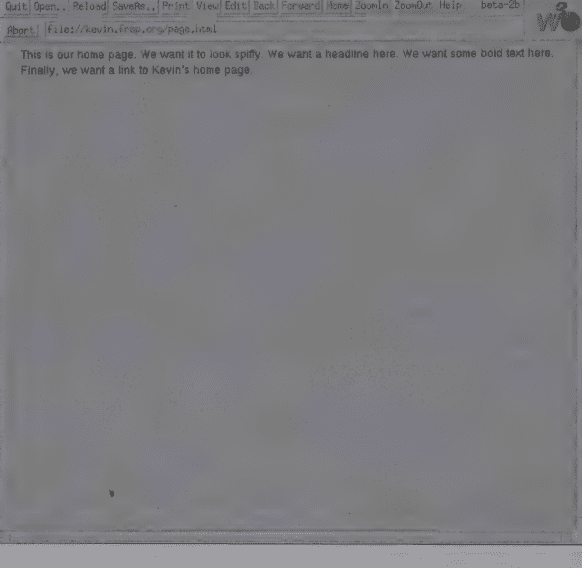 Quit Open.. Reload SaveAs.. Print View Edit Back Forward Home ZoomIn ZoomOut Help beta-2b
Abort file://kevin.fnap.org/page.html
This is our home page. We want it to look spiffy. We want a headline here. We want some bold text here.
Finally, we want a link to Kevin's home page.